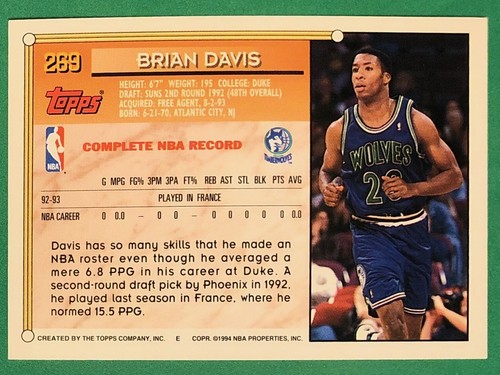 269 BRIAN DAVIS
HEIGHT: 6'7" WEIGHT: 195 COLLEGE: DUKE
DRAFT: SUNS 2ND ROUND 1992 (48TH OVERALL)
ACQUIRED: FREE AGENT, 8-2-93
BORN: 6-21-70, ATLANTIC CITY, NJ
Topps®
NBA
COMPLETE NBA RECORD
G MPG FG% 3PM 3PA FT% REB AST STL BLK PTS AVG
92-93 PLAYED IN FRANCE
NBA CAREER 0 0.0 – 0 0 – 0 0 0 0 0 0.0
Davis has so many skills that he made an
NBA roster even though he averaged a
mere 6.8 PPG in his career at Duke. A
second-round draft pick by Phoenix in 1992,
he played last season in France, where he
normed 15.5 PPG.
CREATED BY THE TOPPS COMPANY, INC. E COPR. ©1994 NBA PROPERTIES, INC.
WOLVES